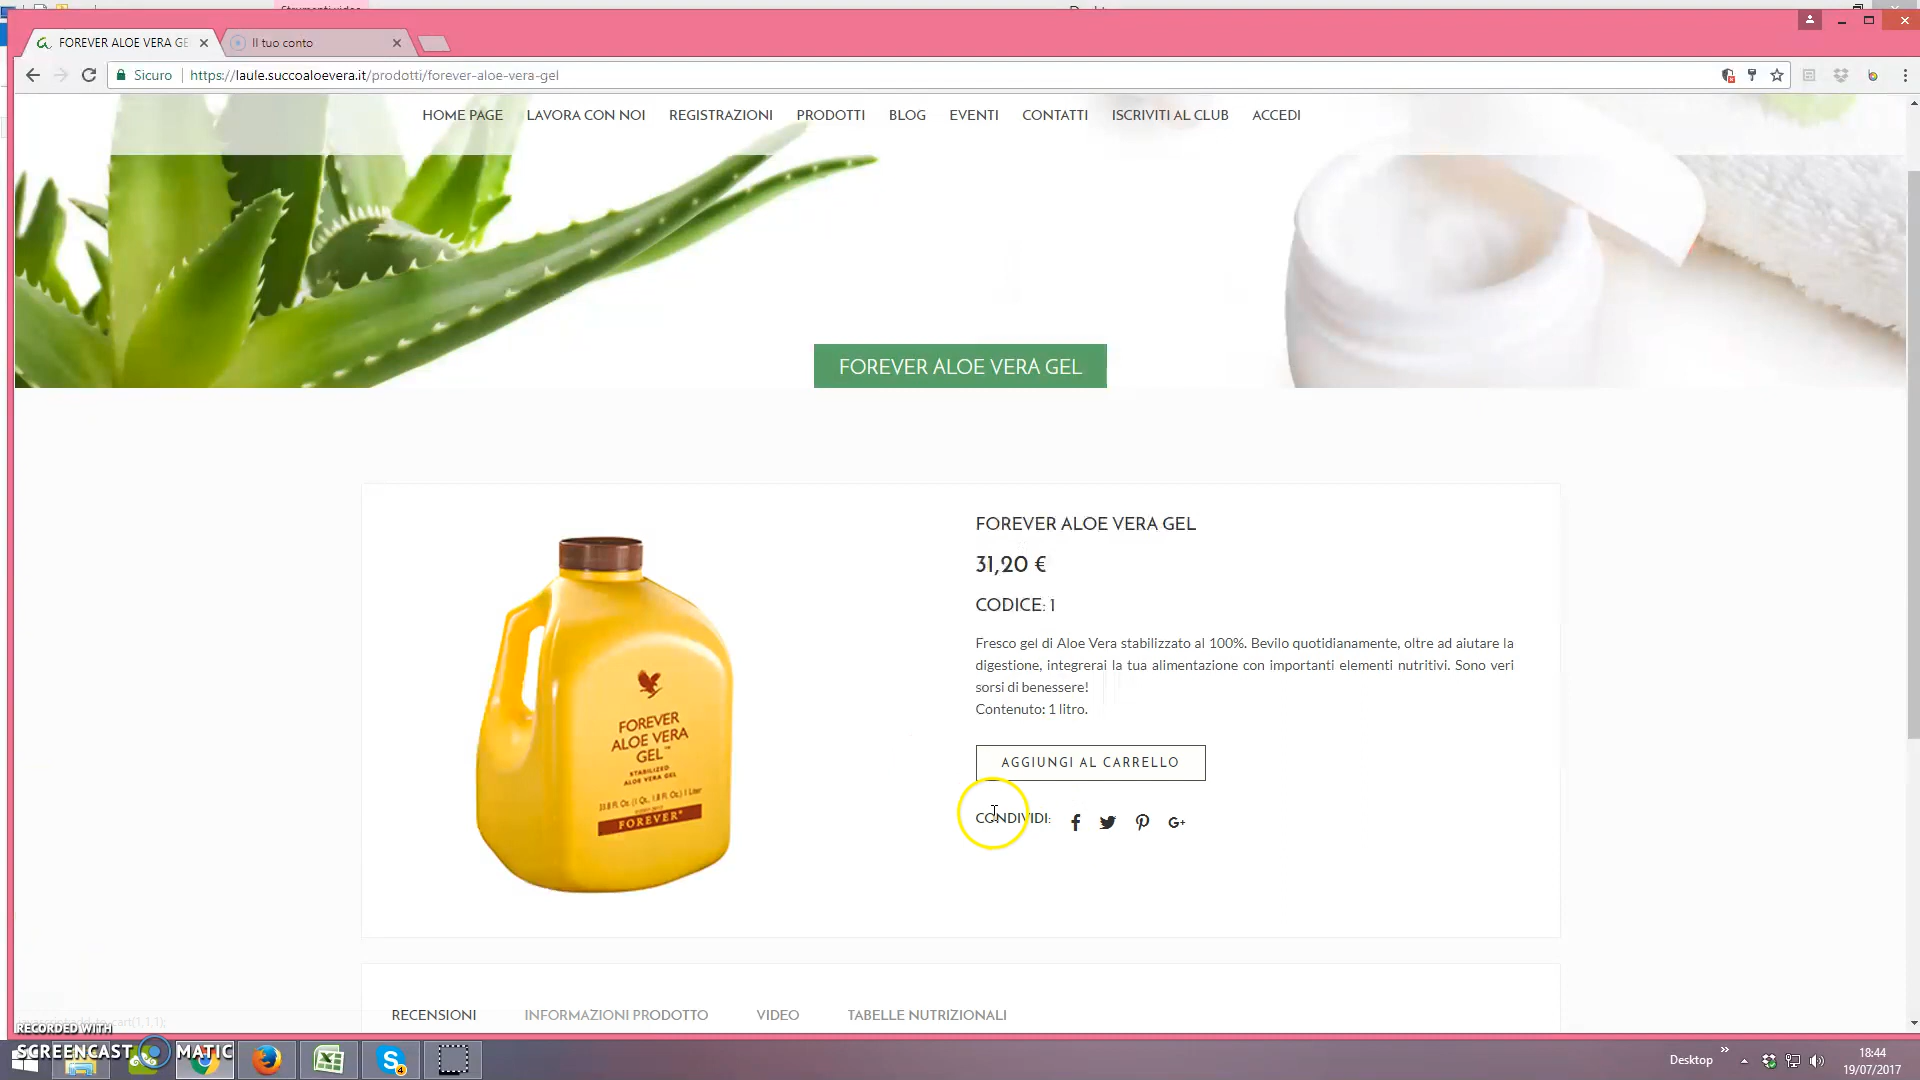 FOREVER ALOE VERA GE
Il tuo conto
Sicuro
https://laule.succoaloevera.it/prodotti/forever-aloe-vera-gel
HOME PAGE LAVORA CON NOI REGISTRAZIONI PRODOTTI BLOG EVENTI CONTATTI ISCRIVITI AL CLUB ACCEDI
FOREVER ALOE VERA GEL
FOREVER ALOE VERA GEL
31,20 €
CODICE: 1
Fresco gel di Aloe Vera stabilizzato al 100%. Bevilo quotidianamente, oltre ad aiutare la
digestione, integrerai la tua alimentazione con importanti elementi nutritivi. Sono veri
sorsi di benessere!
Contenuto: 1 litro.
AGGIUNGI AL CARRELLO
CONDIVIDI:
FOREVER
ALOE VERA
GEL™
STABILIZED
ALOE VERA GEL
FOREVER®
RECENSIONI INFORMAZIONI PRODOTTO VIDEO TABELLE NUTRIZIONALI
RECORDED WITH
SCREENCAST MATIC
4
Desktop
18:44
19/07/2017